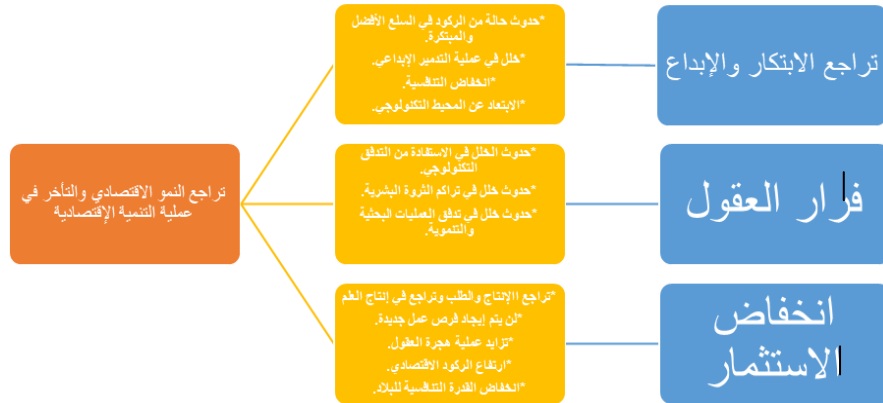 تراجع الابتكار والإبداع
*حدوث حالة من الركود في السلع الأفضل
والمبتكرة.
*خلل في عملية التدمير الإبداعي.
*انخفاض التنافسية.
*الابتعاد عن المحيط التكنولوجي.
فرار العقول
*حدوث الخلل في الاستفادة من التدفق
التكنولوجي.
*حدوث خلل في تراكم الثروة البشرية.
*حدوث خلل في تدفق العمليات البحثية
والتنموية.
انخفاض
الاستثمار
*تراجع الإنتاج والطلب وتراجع في إنتاج العلم
*لن يتم إيجاد فرص عمل جديدة.
*تزايد عملية هجرة العقول.
*ارتفاع الركود الاقتصادي.
*انخفاض القدرة التنافسية للبلاد.
تراجع النمو الاقتصادي والتأخر في
عملية التنمية الإقتصادية